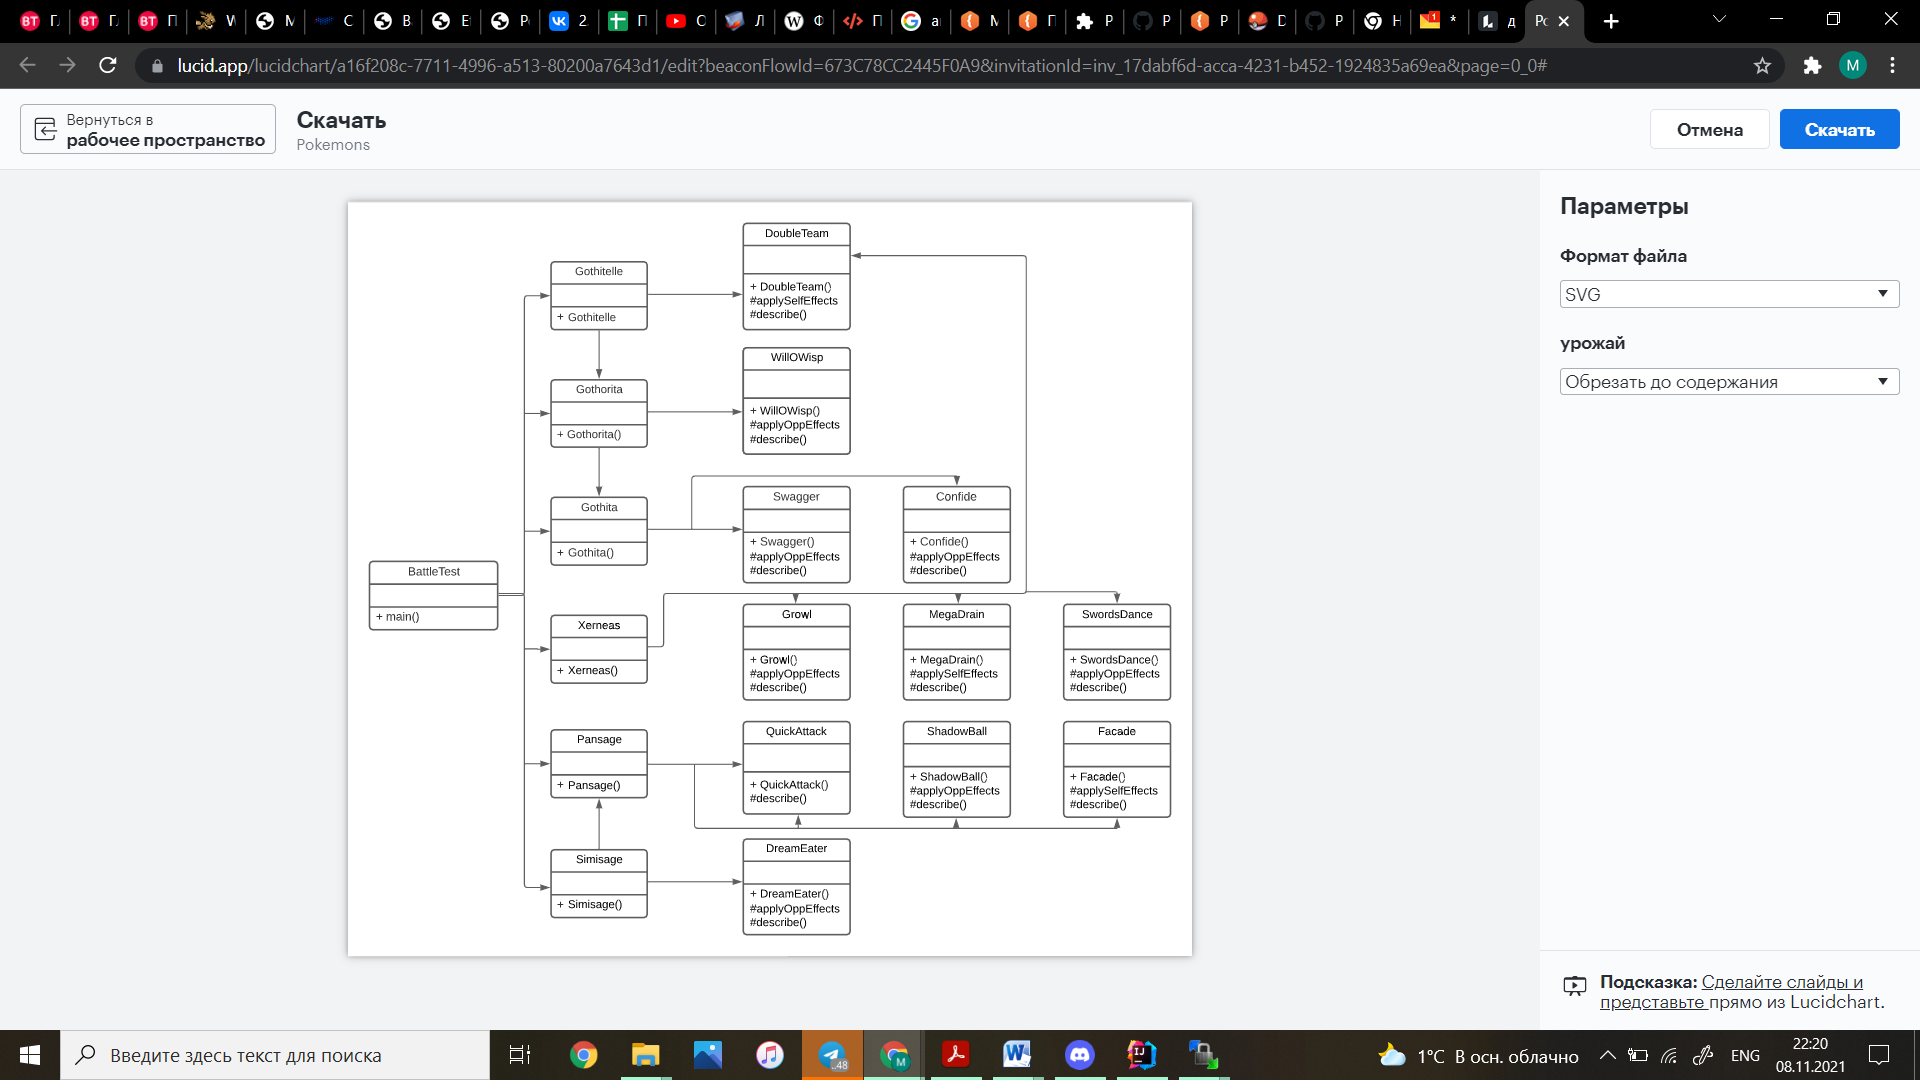 lucid.app/lucidchart/a16f208c-7711-4996-a513-80200a7643d1/edit?beaconFlowId=673C78CC2445F0A9&invitationId=inv_17dabf6d-acca-4231-b452-1924835a69ea&page=0_0#
M
Вернуться в
рабочее пространство
Скачать
Pokemons
Отмена
Скачать
DoubleTeam
+ DoubleTeam()
#applySelfEffects
#describe()
Gothitelle
+ Gothitelle
WillOWisp
+ WillOWisp()
#applyOppEffects
#describe()
Gothorita
+ Gothorita()
Swagger
+ Swagger()
#applyOppEffects
#describe()
Confide
+ Confide()
#applyOppEffects
#describe()
Gothita
+ Gothita()
BattleTest
+ main()
Xerneas
+ Xerneas()
Growl
+ Growl()
#applyOppEffects
#describe()
MegaDrain
+ MegaDrain()
#applySelfEffects
#describe()
SwordsDance
+ SwordsDance()
#applyOppEffects
#describe()
Pansage
+ Pansage()
QuickAttack
+ QuickAttack()
#describe()
ShadowBall
+ ShadowBall()
#applyOppEffects
#describe()
Facade
+ Facade()
#applySelfEffects
#describe()
Simisage
+ Simisage()
DreamEater
+ DreamEater()
#applyOppEffects
#describe()
Параметры
Формат файла
SVG
урожай
Обрезать до содержания
Подсказка: Сделайте слайды и
представьте прямо из Lucidchart.
Введите здесь текст для поиска
1°C В осн. облачно
ENG
22:20
08.11.2021